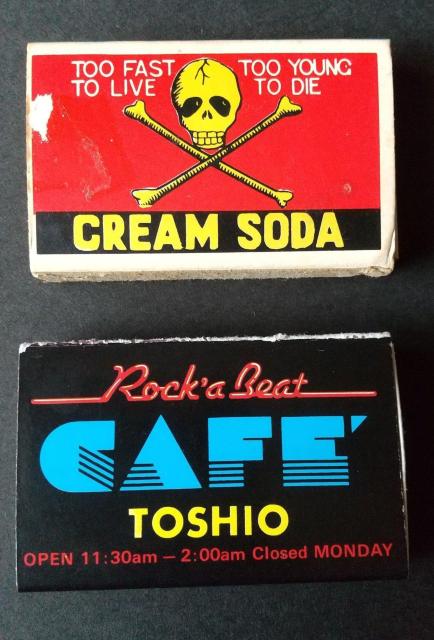 TOO FAST TOO YOUNG
TO LIVE TO DIE
CREAM SODA
Rock'a Beat
CAFE'
TOSHIO
OPEN 11:30am – 2:00am Closed MONDAY